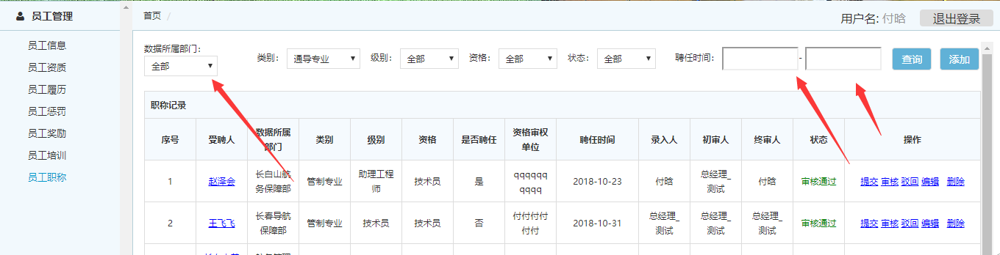 员工管理
首页 /
用户名: 付晗
退出登录
员工信息
员工资质
员工履历
员工惩罚
员工奖励
员工培训
员工职称
数据所属部门:
全部
类别: 通导专业
级别: 全部
资格: 全部
状态: 全部
聘任时间: -
查询
添加
职称记录
序号 受聘人 数据所属部门 类别 级别 资格 是否聘任 资格审权单位 聘任时间 录入人 初审人 终审人 状态 操作
1 赵泽会 长白山航务保障部 管制专业 助理工程师 技术员 是 qqqqqqqqqq 2018-10-23 付晗 总经理_测试 付晗 审核通过 提交 审核 驳回 编辑 删除
2 王飞飞 长春导航保障部 管制专业 技术员 技术员 否 付付付付付付 2018-10-31 总经理_测试 总经理_测试 总经理_测试 审核通过 提交 审核 驳回 编辑 删除